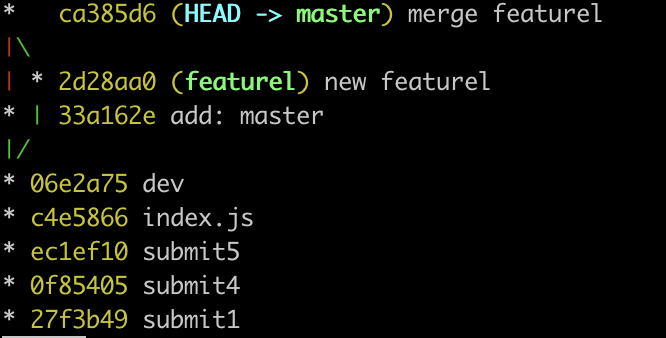 *   ca385d6 (HEAD -> master) merge featurel
|\
| * 2d28aa0 (featurel) new featurel
* | 33a162e add: master
|/
* 06e2a75 dev
* c4e5866 index.js
* ec1ef10 submit5
* 0f85405 submit4
* 27f3b49 submit1